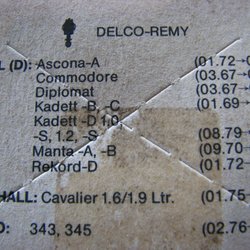 DELCO-REMY
L (D): Ascona-A (01.72→
Commodore (03.67→
Diplomat (03.67→
Kadett -B, -C (01.69
Kadett -D 1,0,
-S, 1.2, -S (08.79
Manta -A, -B (09.70
Rekord-D (01.72
HALL: Cavalier 1.6/1.9 Ltr. (01.75
O: 343, 345 (02.76